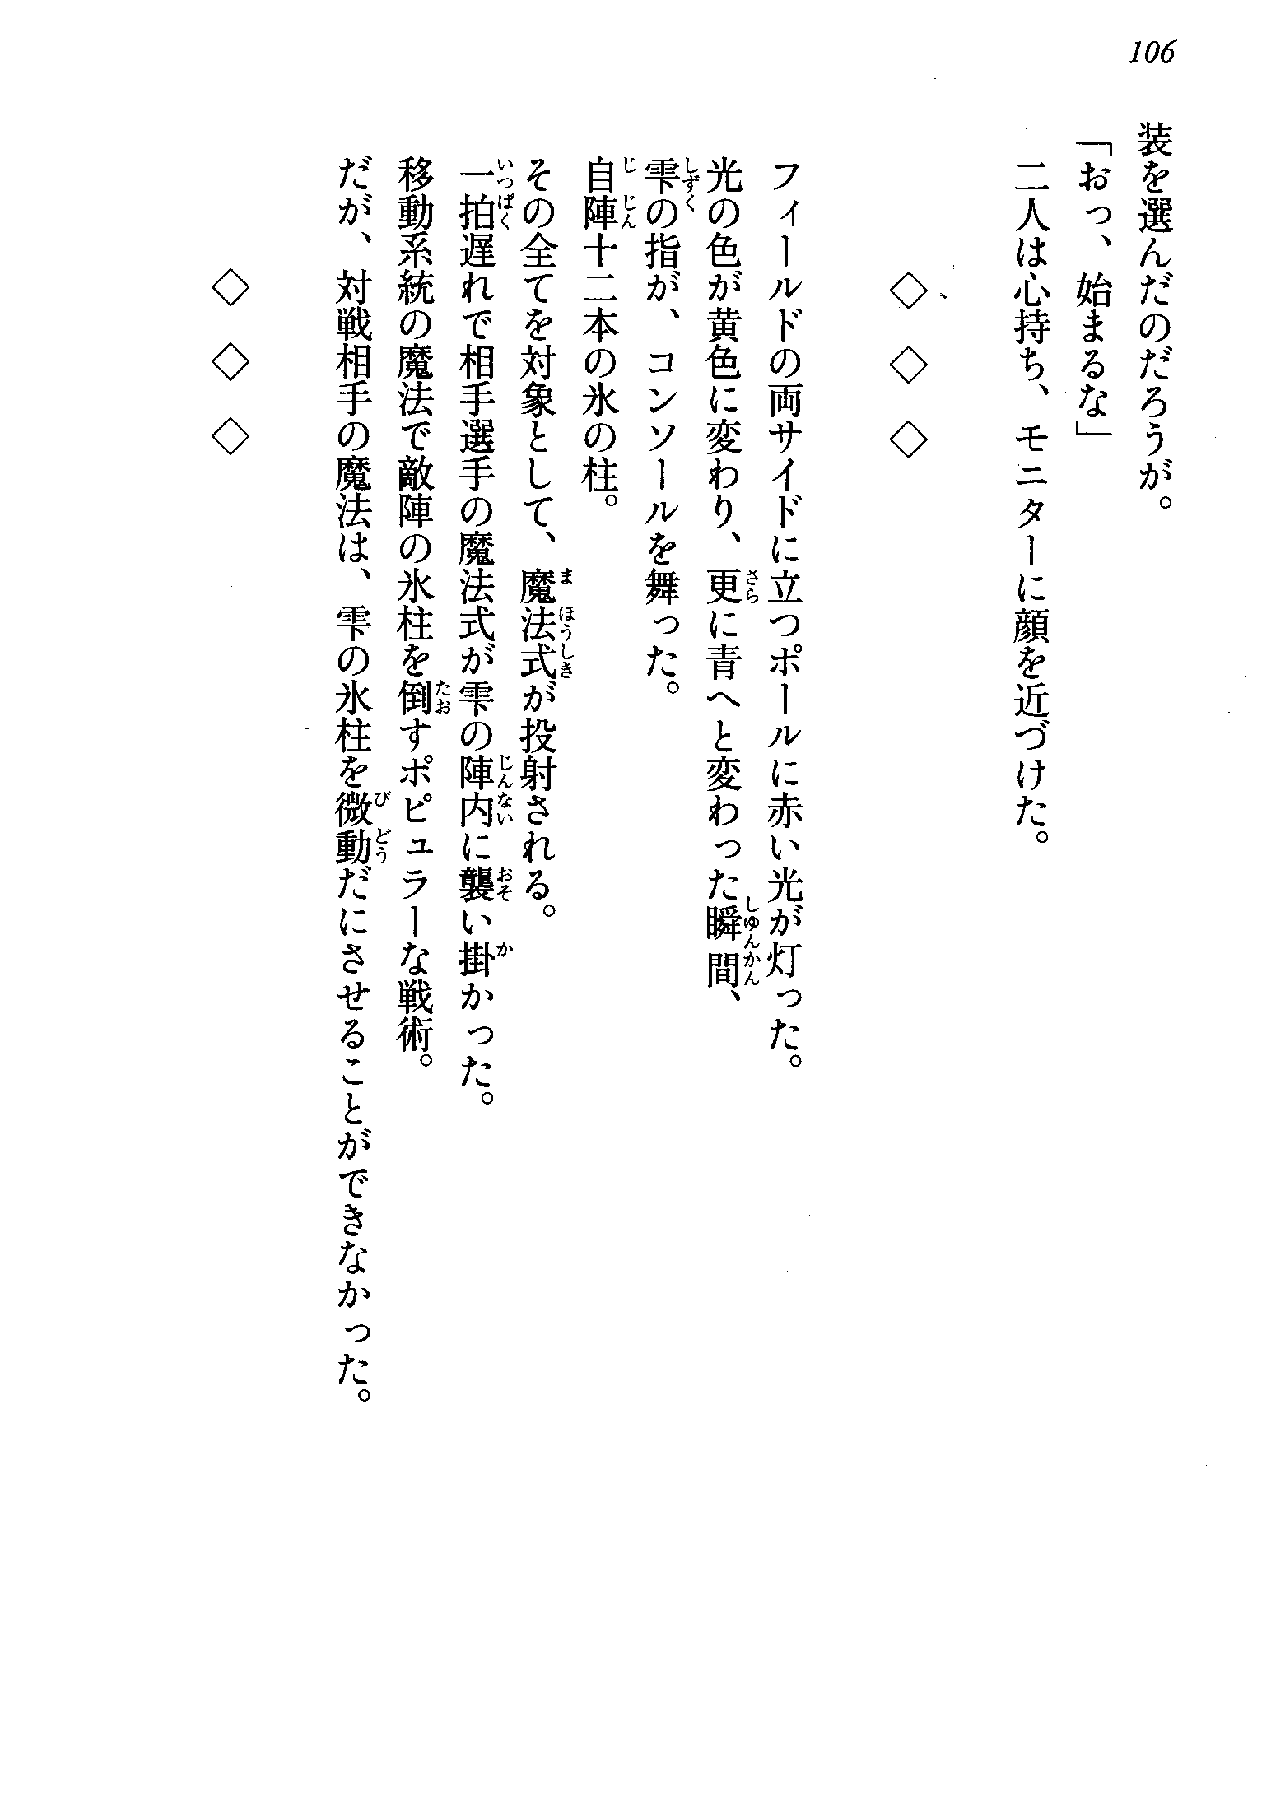 106
装を選んだのだろうが。
「おっ、始まるな」
二人は心持ち、モニターに顔を近づけた。
◇ ◇ ◇
フィールドの両サイドに立つポールに赤い光が灯った。
光の色が黄色に変わり、更に青へと変わった瞬間、
雫の指が、コンソールを舞った。
自陣十二本の氷の柱。
その全てを対象として、魔法式が投射される。
一拍遅れで相手選手の魔法式が雫の陣内に襲い掛かった。
移動系統の魔法で敵陣の氷柱を倒すポピュラーな戦術。
だが、対戦相手の魔法は、雫の氷柱を微動だにさせることができなかった。
◇ ◇ ◇